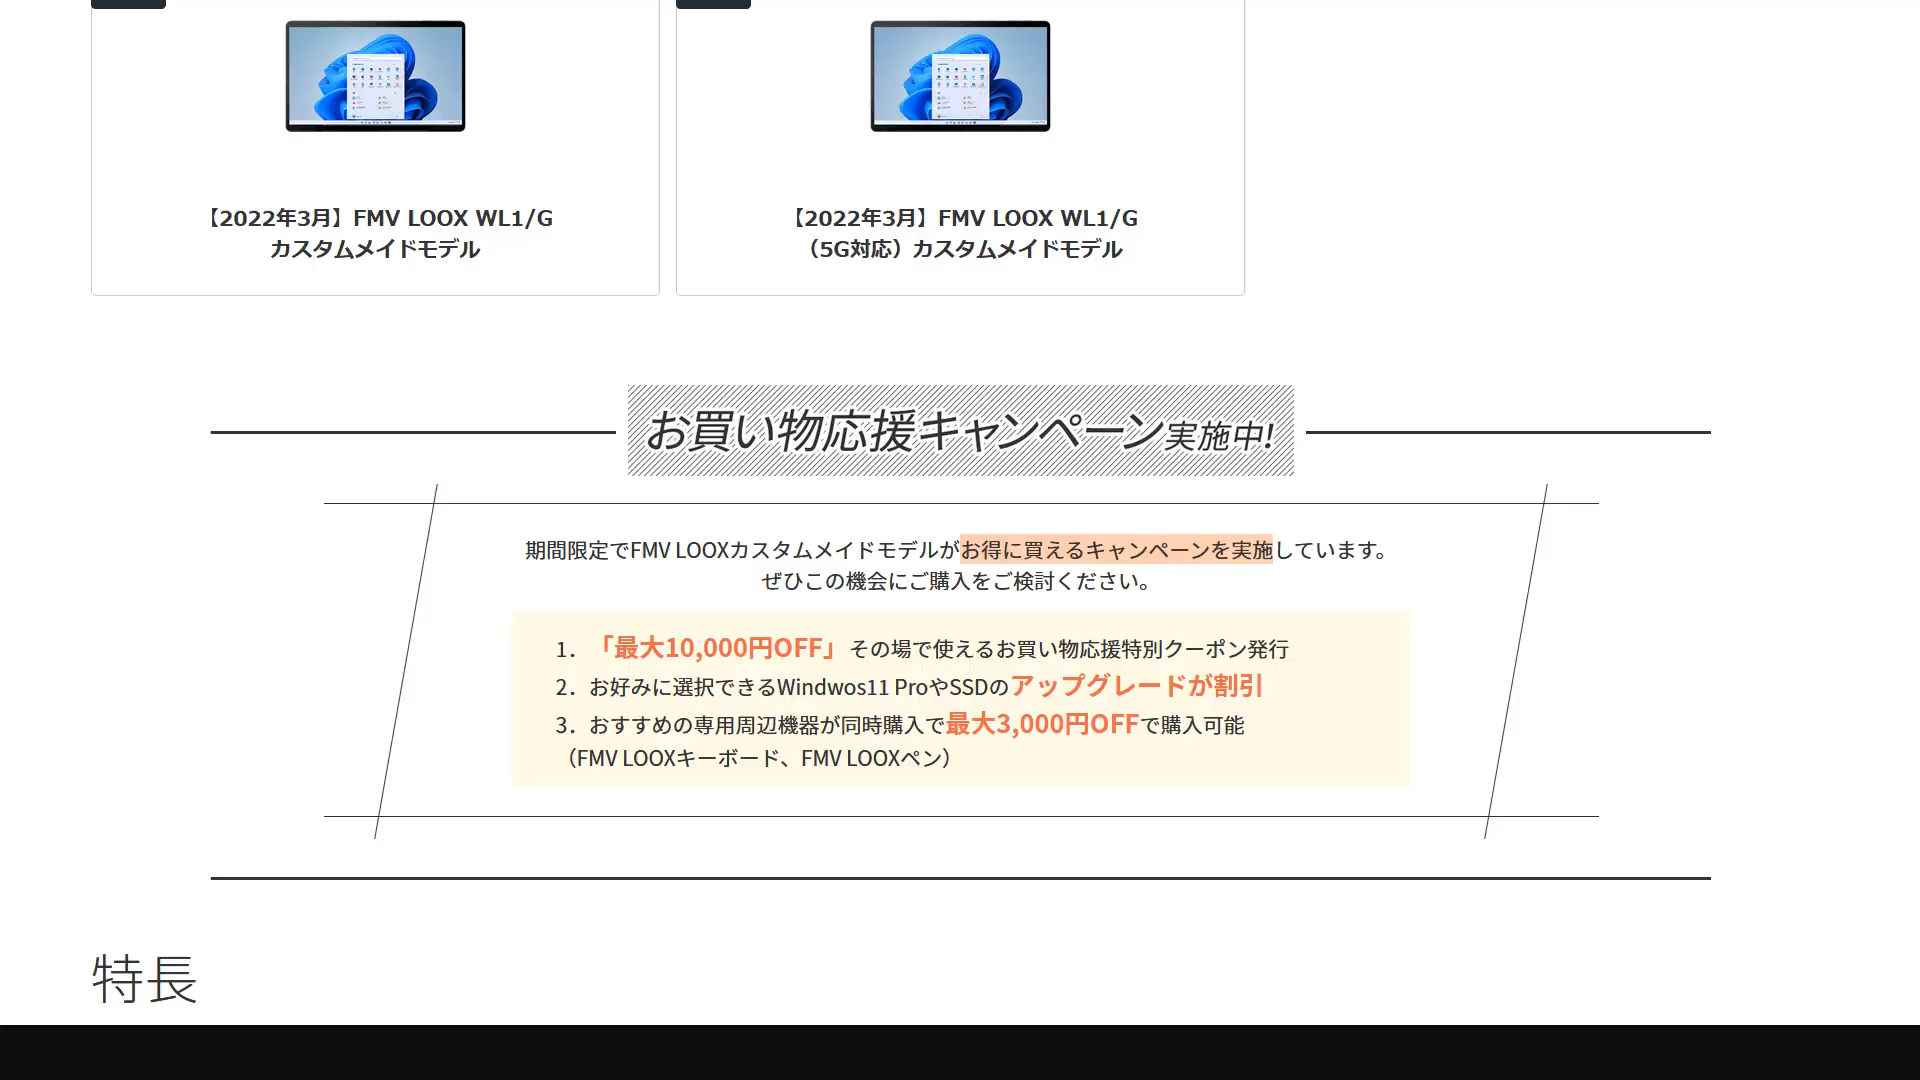 【2022年3月】FMV LOOX WL1/G
カスタムメイドモデル
【2022年3月】FMV LOOX WL1/G
（5G対応）カスタムメイドモデル
お買い物応援キャンペーン実施中!
期間限定でFMV LOOXカスタムメイドモデルがお得に買えるキャンペーンを実施しています。
ぜひこの機会にご購入をご検討ください。
1．「最大10,000円OFF」その場で使えるお買い物応援特別クーポン発行
2．お好みに選択できるWindwos11 ProやSSDのアップグレードが割引
3．おすすめの専用周辺機器が同時購入で最大3,000円OFFで購入可能
（FMV LOOXキーボード、FMV LOOXペン）
特長